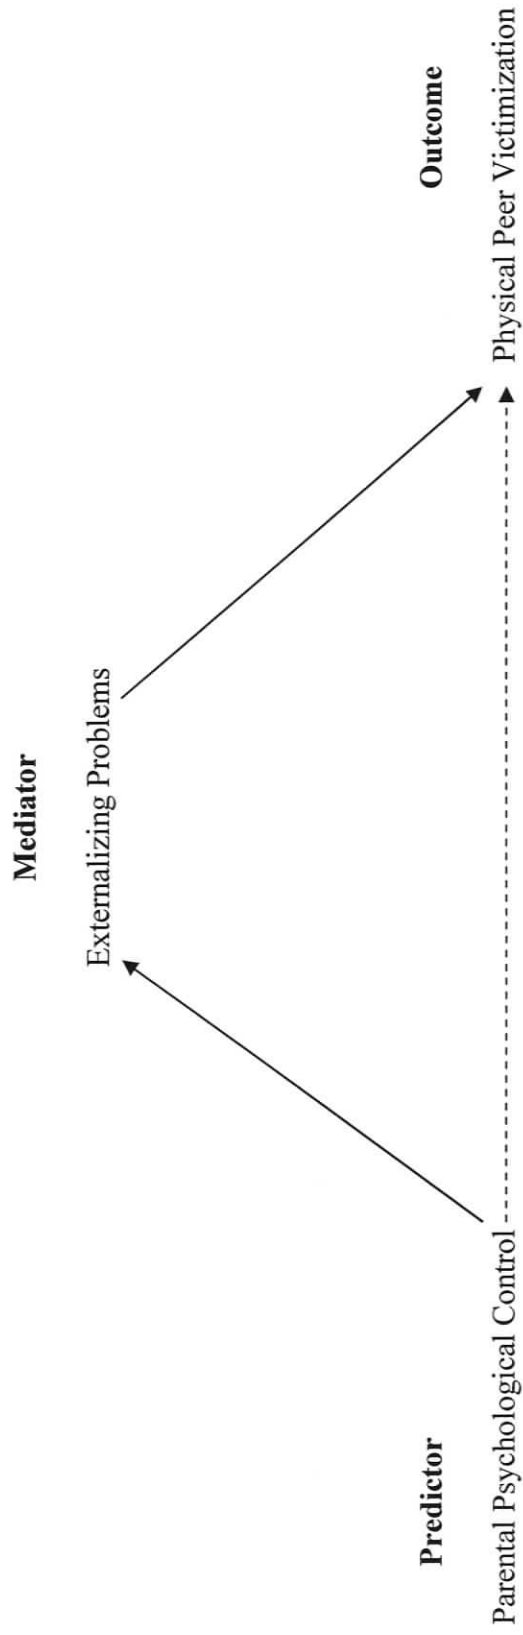 Mediator
Externalizing Problems
Predictor
Outcome
Parental Psychological Control
Physical Peer Victimization